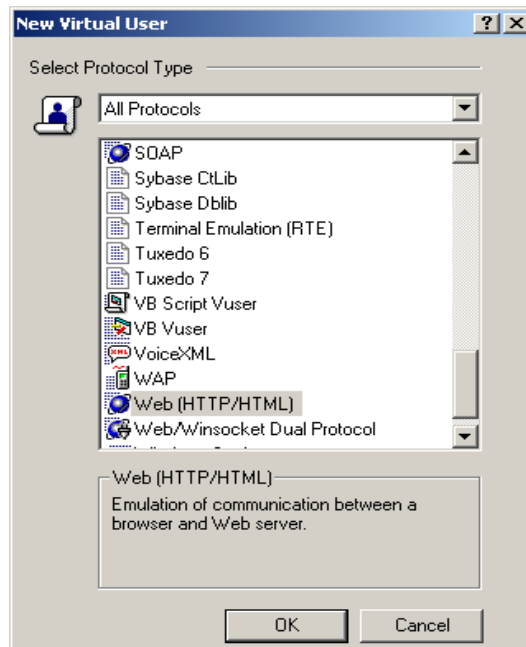 New Virtual User
Select Protocol Type
All Protocols
SOAP
Sybase CtLib
Sybase Dblib
Terminal Emulation (RTE)
Tuxedo 6
Tuxedo 7
VB Script Vuser
VB Vuser
VoiceXML
WAP
Web (HTTP/HTML)
Web/Winsocket Dual Protocol
Web (HTTP/HTML)
Emulation of communication between a
browser and Web server.
OK Cancel